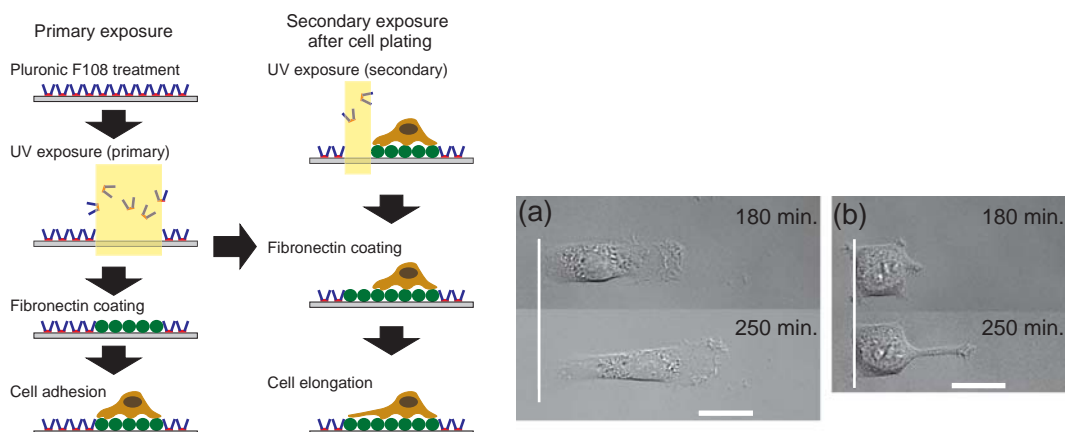 Primary exposure
Pluronic F108 treatment
UV exposure (primary)
Fibronectin coating
Cell adhesion
Secondary exposure
after cell plating
UV exposure (secondary)
Fibronectin coating
Cell elongation
(a)
180 min.
250 min.
(b)
180 min.
250 min.